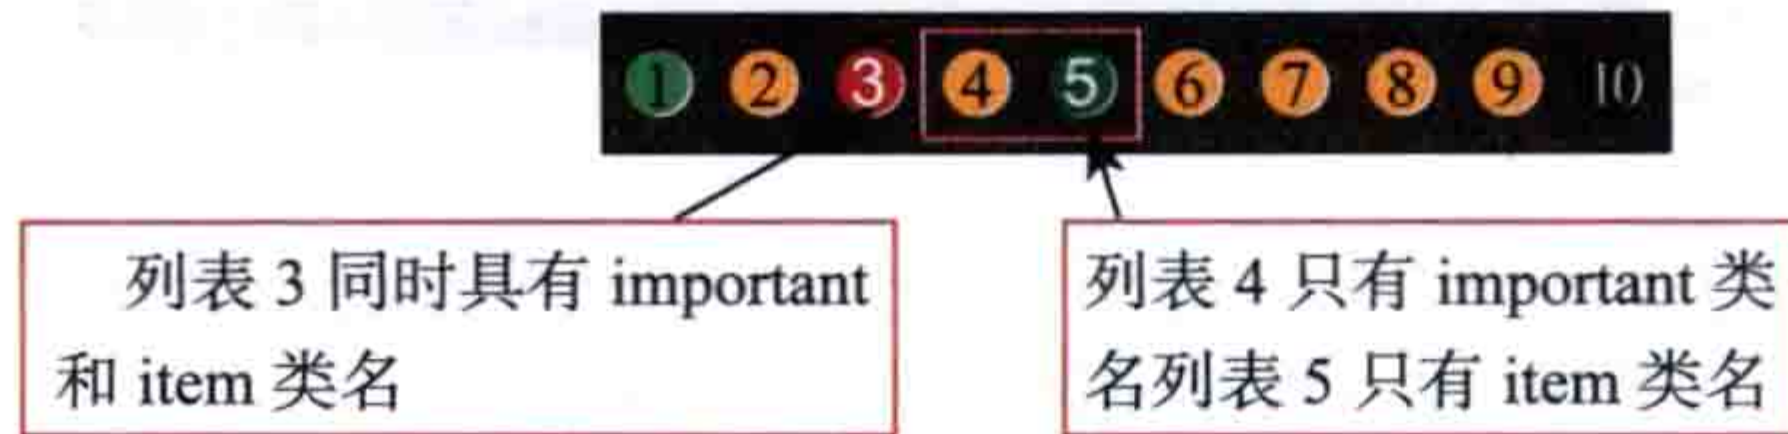 1 2 3 4 5 6 7 8 9 10
列表 3 同时具有 important
和 item 类名
列表 4 只有 important 类
名列表 5 只有 item 类名